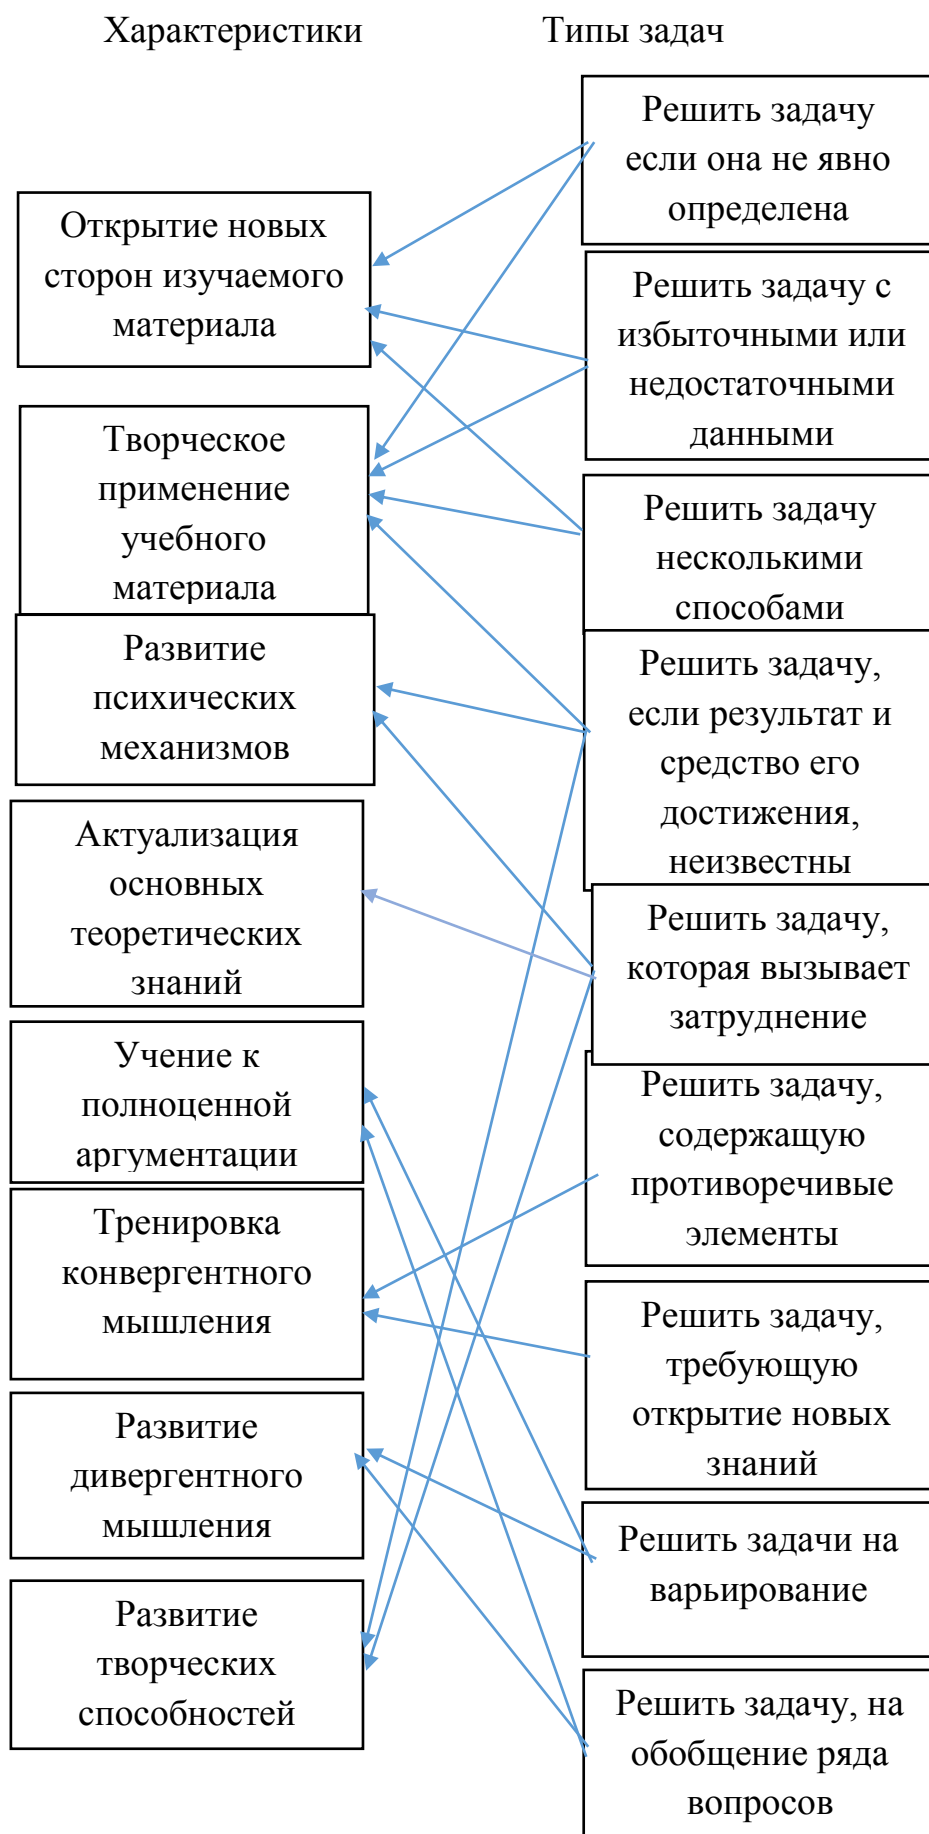 Характеристики
Типы задач
Открытие новых
сторон изучаемого
материала
Творческое
применение
учебного
материала
Развитие
психических
механизмов
Актуализация
основных
теоретических
знаний
Учение к
полноценной
аргументации
Тренировка
конвергентного
мышления
Развитие
дивергентного
мышления
Развитие
творческих
способностей
Решить задачу
если она не явно
определена
Решить задачу с
избыточными или
недостаточными
данными
Решить задачу
несколькими
способами
Решить задачу,
если результат и
средство его
достижения,
неизвестны
Решить задачу,
которая вызывает
затруднение
Решить задачу,
содержащую
противоречивые
элементы
Решить задачу,
требующую
открытие новых
знаний
Решить задачи на
варьирование
Решить задачу, на
обобщение ряда
вопросов